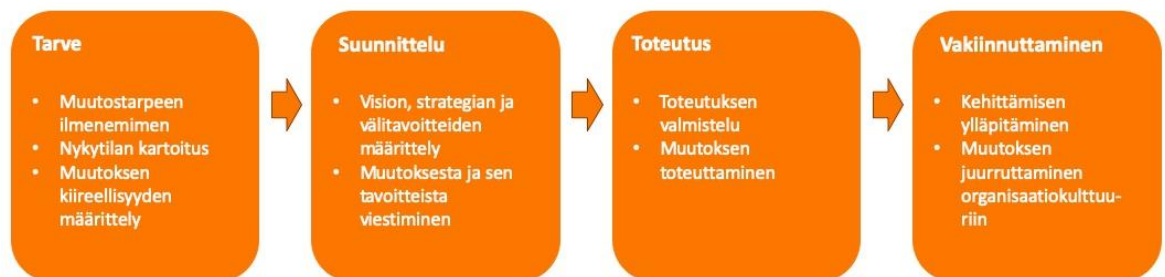 Tarve
• Muutostarpeen
ilmenemimen
• Nykytilan kartoitus
• Muutoksen
kiireellisyyden
määrittely
Suunnittelu
• Vision, strategian ja
välitavoitteiden
määrittely
• Muutoksesta ja sen
tavoitteista
viestiminen
Toteutus
• Toteutuksen
valmistelu
• Muutoksen
toteuttaminen
Vakiinnuttaminen
• Kehittämisen
ylläpitäminen
• Muutoksen
juurruttaminen
organisaatiokulttuu-
riin